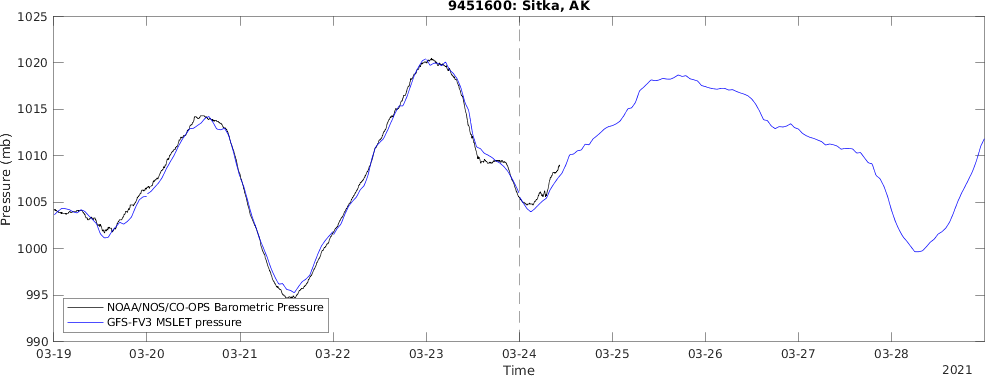 9451600: Sitka, AK
Pressure (mb)
1025
1020
1015
1010
1005
1000
995
990
NOAA/NOS/CO-OPS Barometric Pressure
GFS-FV3 MSLET pressure
03-19 03-20 03-21 03-22 03-23 03-24 03-25 03-26 03-27 03-28
Time
2021